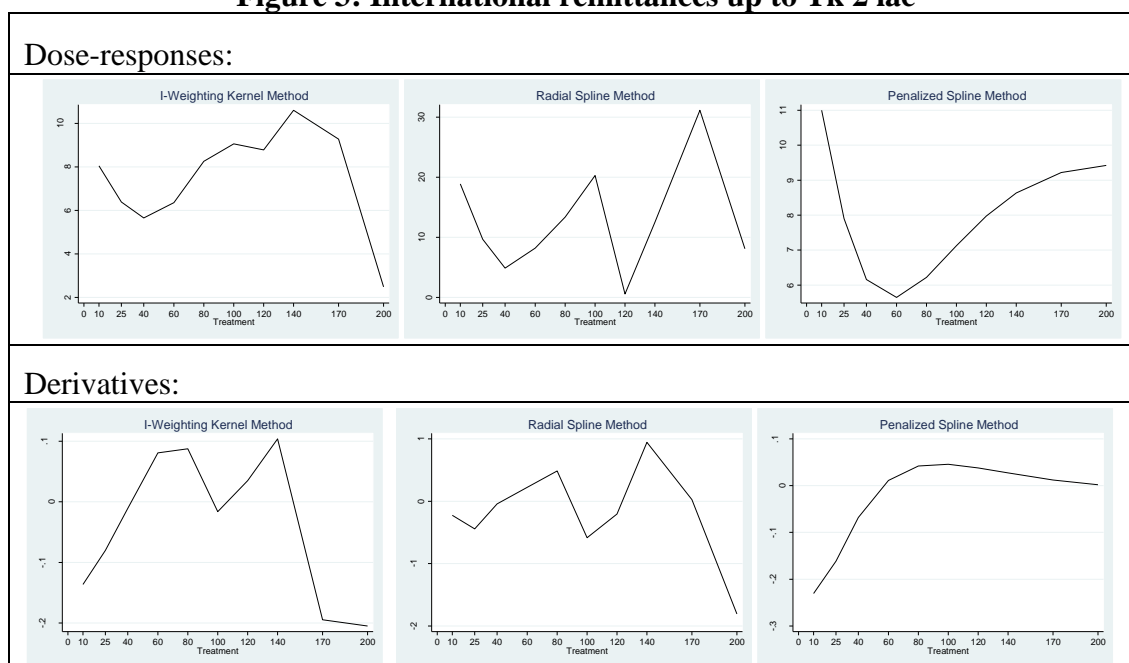 Figure : International remittances up to Tk 2 lac
Dose-responses:
I-Weighting Kernel Method
10
8
6
4
2
0 10 25 40 60 80 100 120 140 170 200
Treatment
Radial Spline Method
30
20
10
0
0 10 25 40 60 80 100 120 140 170 200
Treatment
Penalized Spline Method
11
10
9
8
7
6
0 10 25 40 60 80 100 120 140 170 200
Treatment
Derivatives:
I-Weighting Kernel Method
.1
0
-.1
-.2
0 10 25 40 60 80 100 120 140 170 200
Treatment
Radial Spline Method
1
0
-1
-2
0 10 25 40 60 80 100 120 140 170 200
Treatment
Penalized Spline Method
.1
0
-.1
-.2
-.3
0 10 25 40 60 80 100 120 140 170 200
Treatment